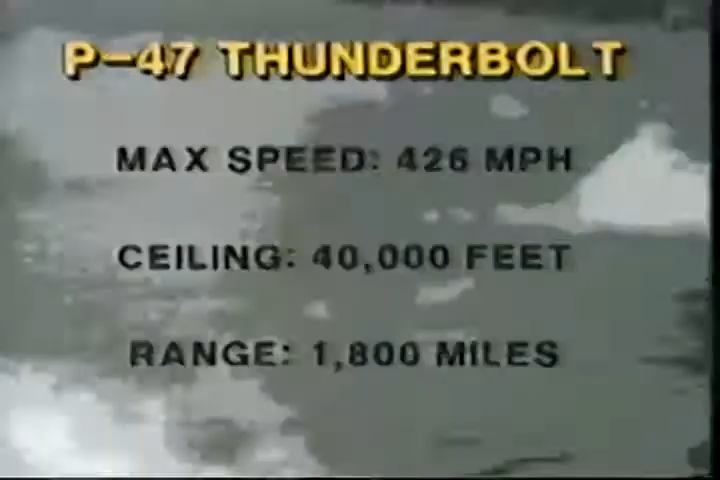 P-47 THUNDERBOLT
MAX SPEED: 426 MPH
CEILING: 40,000 FEET
RANGE: 1,800 MILES